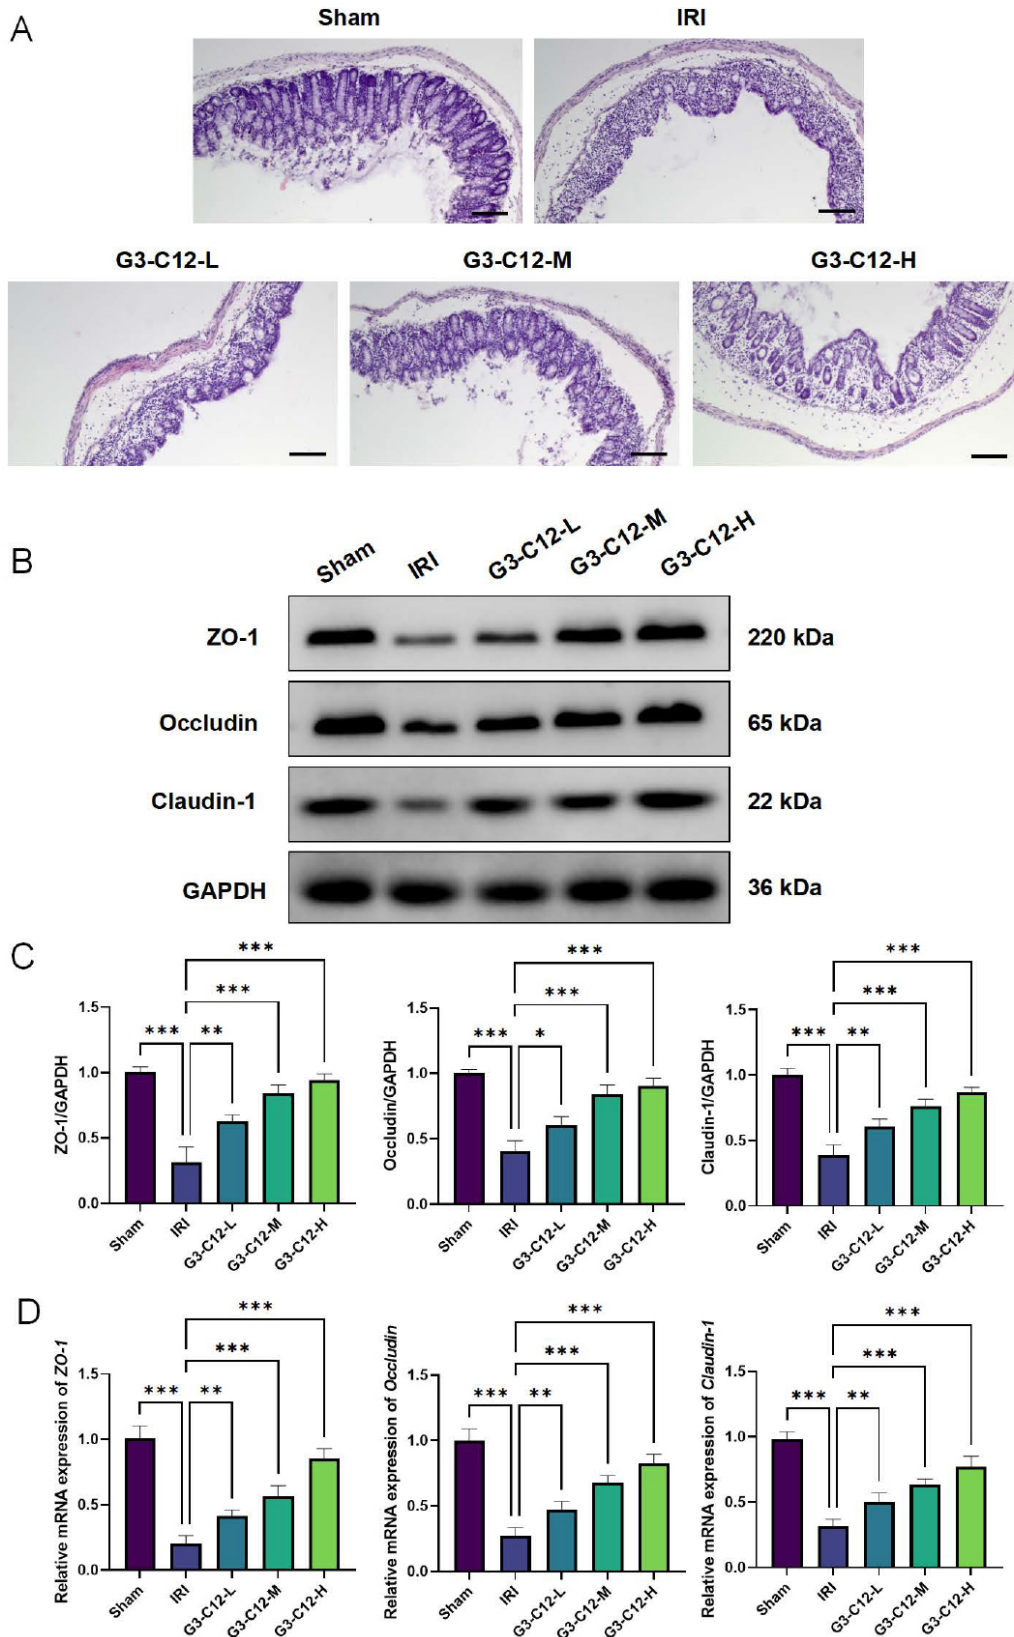 A
Sham
IRI
G3-C12-L
G3-C12-M
G3-C12-H
B
Sham
IRI
G3-C12-L
G3-C12-M
G3-C12-H
ZO-1
220 kDa
Occludin
65 kDa
Claudin-1
22 kDa
GAPDH
36 kDa
C
ZO-1/GAPDH
1.5
1.0
0.5
0.0
***
**
***
***
Sham
IRI
G3-C12-L
G3-C12-M
G3-C12-H
Occludin/GAPDH
1.5
1.0
0.5
0.0
***
*
***
***
Sham
IRI
G3-C12-L
G3-C12-M
G3-C12-H
Claudin-1/GAPDH
1.5
1.0
0.5
0.0
***
**
***
***
Sham
IRI
G3-C12-L
G3-C12-M
G3-C12-H
D
Relative mRNA expression of ZO-1
1.5
1.0
0.5
0.0
***
**
***
***
Sham
IRI
G3-C12-L
G3-C12-M
G3-C12-H
Relative mRNA expression of Occludin
1.5
1.0
0.5
0.0
***
**
***
***
Sham
IRI
G3-C12-L
G3-C12-M
G3-C12-H
Relative mRNA expression of Claudin-1
1.5
1.0
0.5
0.0
***
**
***
***
Sham
IRI
G3-C12-L
G3-C12-M
G3-C12-H